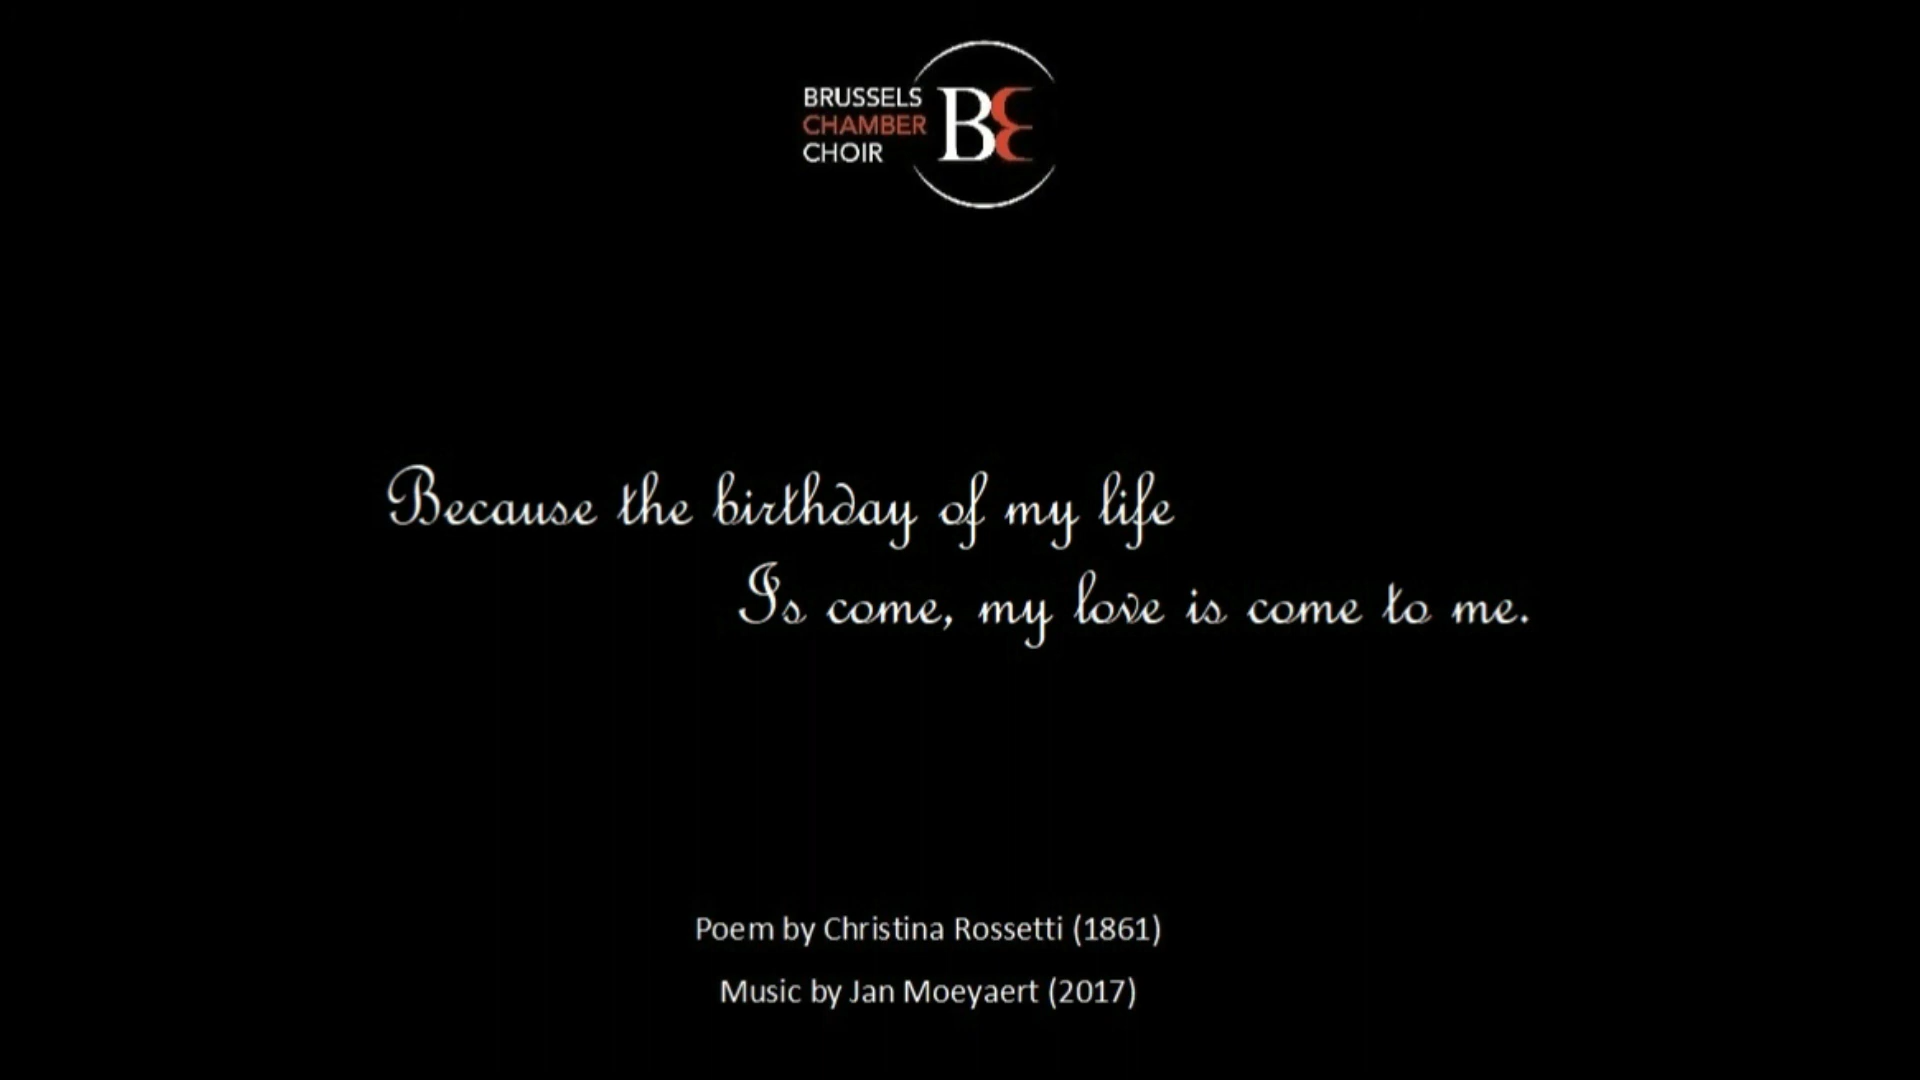 BRUSSELS
CHAMBER
CHOIR
BE
Because the birthday of my life
Is come, my love is come to me.
Poem by Christina Rossetti (1861)
Music by Jan Moeyaert (2017)